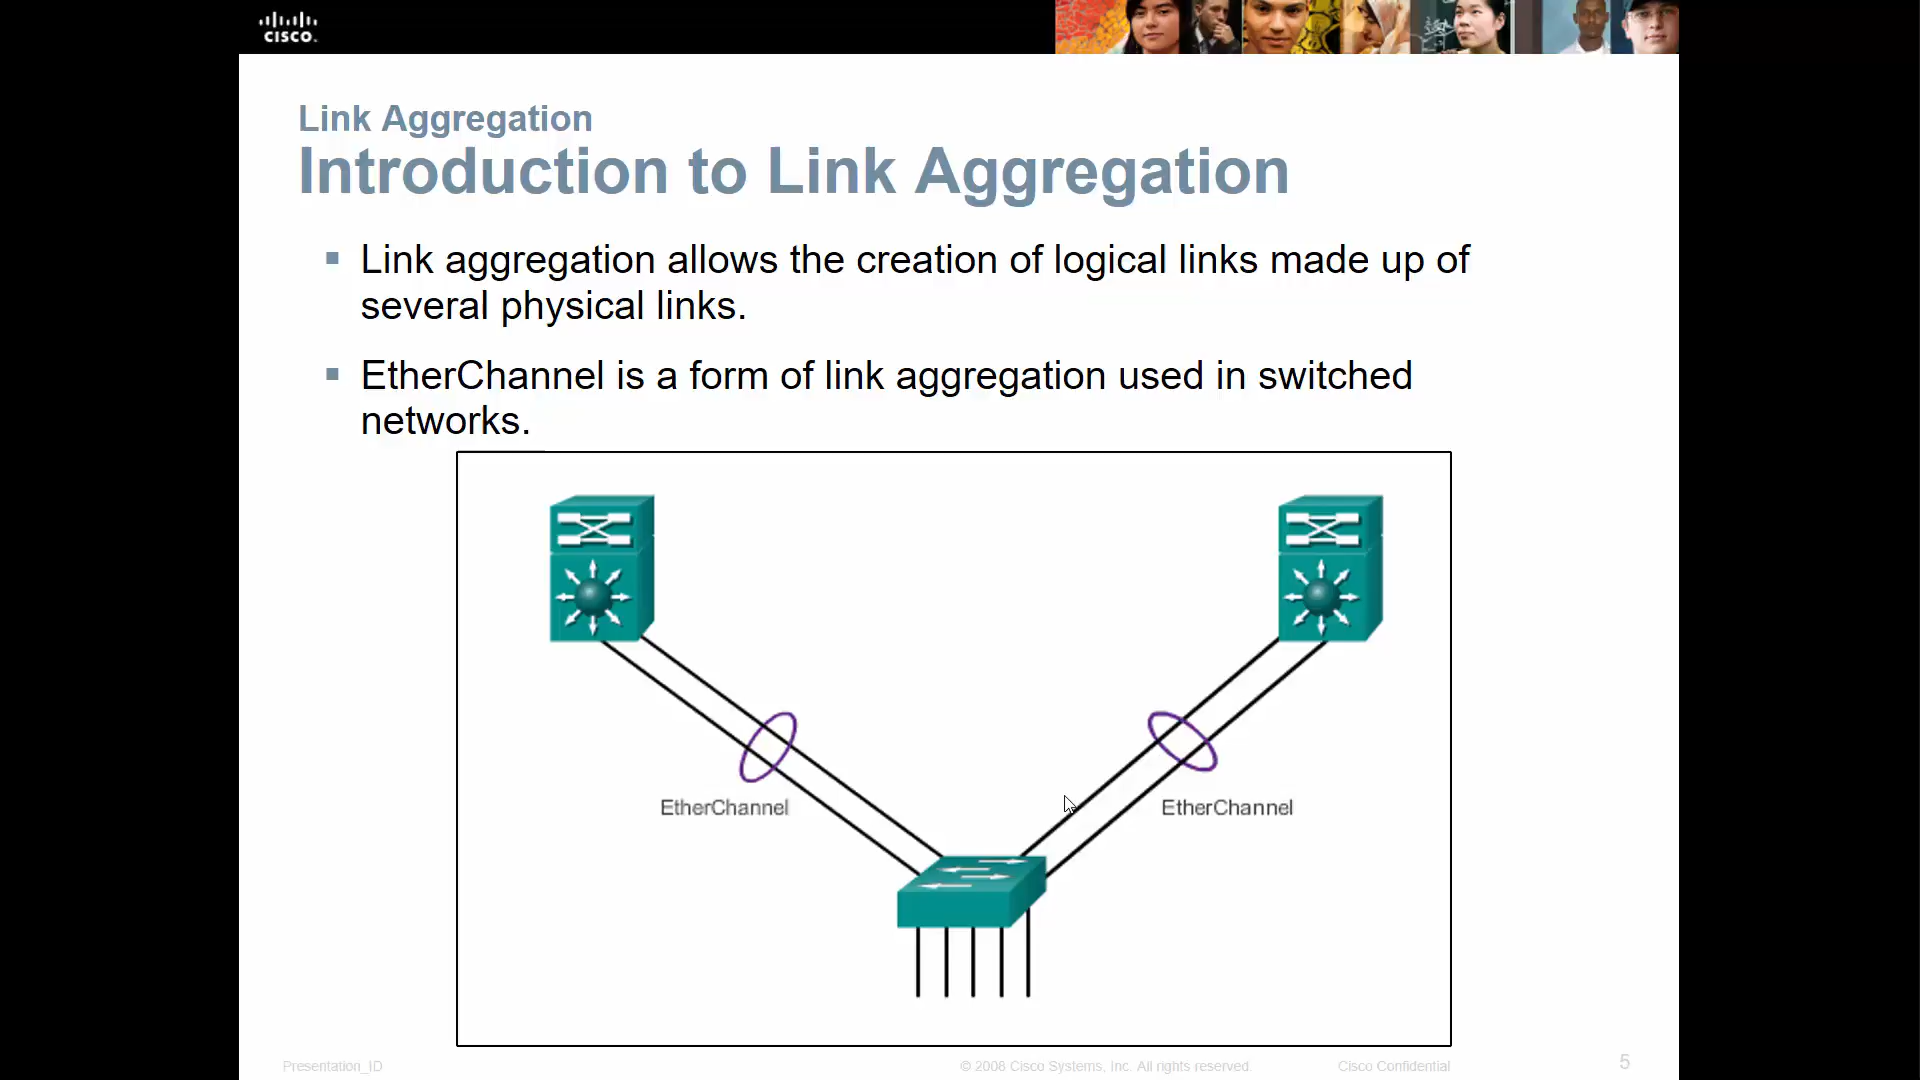 CISCO.
Link Aggregation
Introduction to Link Aggregation
Link aggregation allows the creation of logical links made up of
several physical links.
EtherChannel is a form of link aggregation used in switched
networks.
EtherChannel
EtherChannel
Presentation_ID
© 2008 Cisco Systems, Inc. All rights reserved.
Cisco Confidential
5